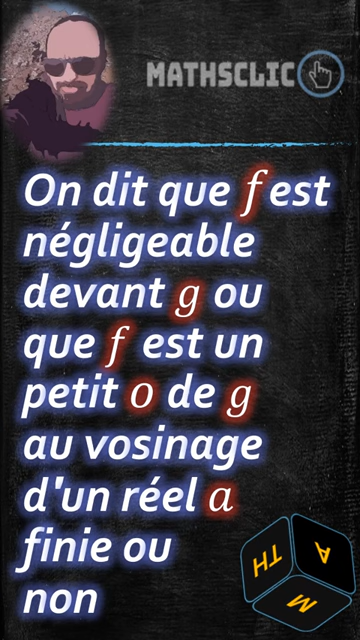 MATHSCLIC
On dit que f est
négligeable
devant g ou
que f est un
petit o de g
au vosinage
d'un réel a
finie ou
non
TH A
M